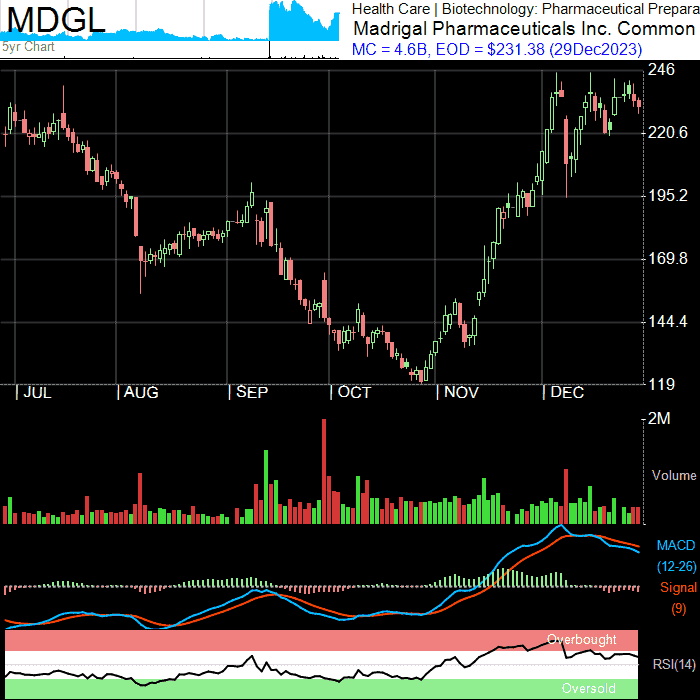 MDGL
5yr Chart
Health Care | Biotechnology: Pharmaceutical Prepara
Madrigal Pharmaceuticals Inc. Common
MC = 4.6B, EOD = $231.38 (29Dec2023)
246
220.6
195.2
169.8
144.4
119
| JUL | AUG | SEP | OCT | NOV | DEC
2M
Volume
MACD
(12-26)
Signal
(9)
Overbought
RSI(14)
Oversold